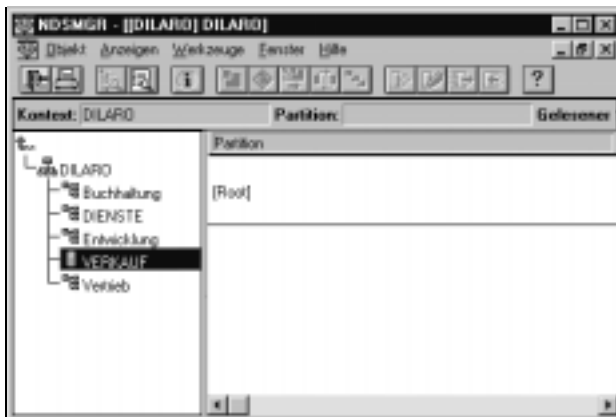 NDSMGR - [[DILARO] DILARO]
Objekt Anzeigen Werkzeuge Fenster Hilfe
?
Kontext: DILARO Partition: Gelesener
Partition
DILARO
Buchhaltung
[Root]
DIENSTE
Entwicklung
VERKAUF
Vertrieb